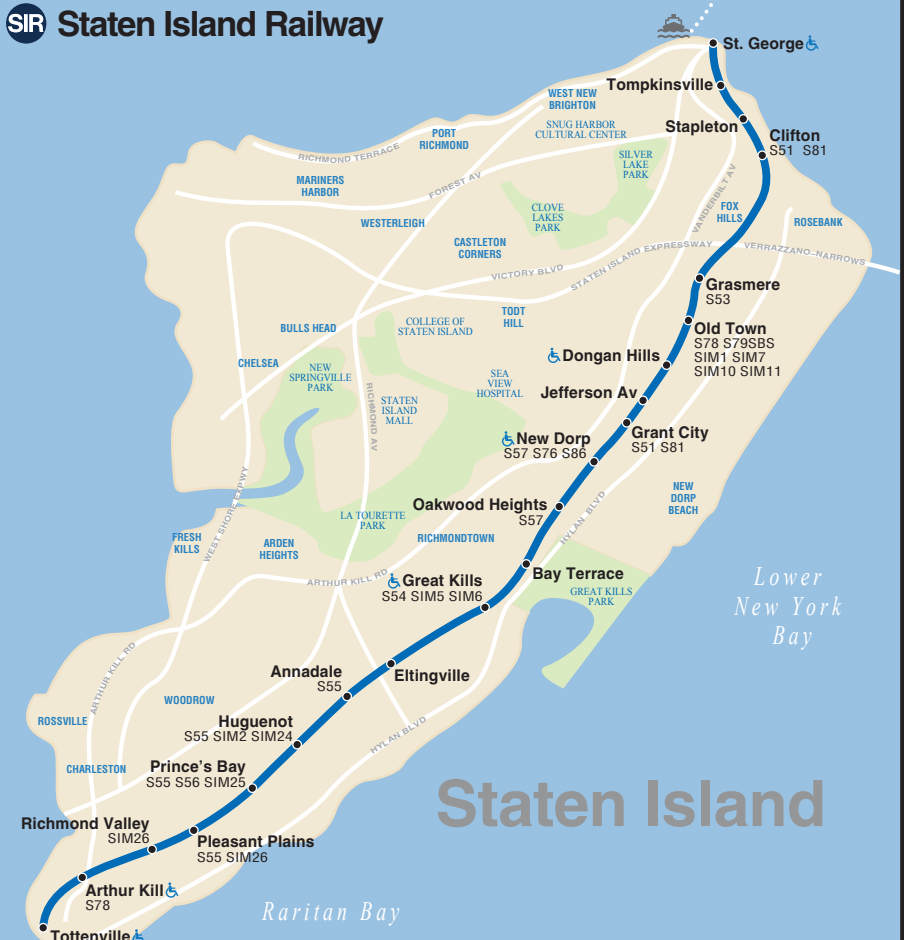 SIR Staten Island Railway
St. George
Tompkinsville
Stapleton
Clifton
S51 S81
WEST NEW
BRIGHTON
SNUG HARBOR
CULTURAL CENTER
PORT
RICHMOND
RICHMOND TERRACE
SILVER
LAKE
PARK
MARINERS
HARBOR
FOREST AV
VANDERBILT AV
CLOVE
LAKES
PARK
FOX
HILLS
ROSEBANK
WESTERLEIGH
CASTLETON
CORNERS
VICTORY BLVD
STATEN ISLAND EXPRESSWAY
VERRAZZANO-NARROWS
Grasmere
S53
TODT
HILL
COLLEGE OF
STATEN ISLAND
BULLS HEAD
Old Town
S78 S79SBS
SIM1 SIM7
SIM10 SIM11
Dongan Hills
CHELSEA
NEW
SPRINGVILLE
PARK
SEA
VIEW
HOSPITAL
Jefferson Av
RICHMOND AV
STATEN
ISLAND
MALL
Grant City
S51 S81
New Dorp
S57 S76 S86
NEW
DORP
BEACH
Oakwood Heights
S57
HYLAN BLVD
WEST SHORE EXPWY
LA TOURETTE
PARK
RICHMONDTOWN
FRESH
KILLS
ARDEN
HEIGHTS
Bay Terrace
GREAT KILLS
PARK
ARTHUR KILL RD
Great Kills
S54 SIM5 SIM6
Lower
New York
Bay
ARTHUR KILL RD
Annadale
S55
Eltingville
WOODROW
ROSSVILLE
Huguenot
S55 SIM2 SIM24
HYLAN BLVD
CHARLESTON
Prince's Bay
S55 S56 SIM25
Staten Island
Richmond Valley
SIM26
Pleasant Plains
S55 SIM26
Arthur Kill
S78
Raritan Bay
Tottenville